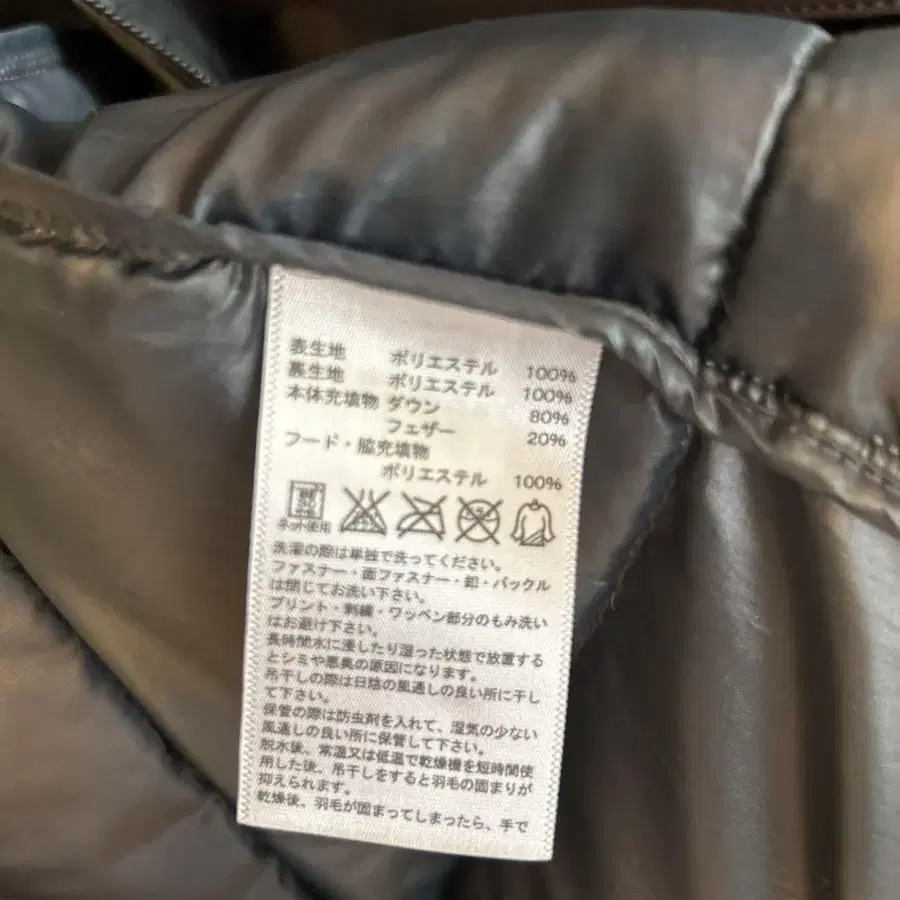 表生地 ポリエステル 100%
裏生地 ポリエステル 100%
本体充填物 ダウン 80%
フェザー 20%
フード・脇充填物
ポリエステル 100%
ネット使用
洗濯の際は単独で洗ってください。
ファスナー・面ファスナー・釦・バックル
は閉じてお洗い下さい。
プリント・刺繍・ワッペン部分のもみ洗い
はお避け下さい。
長時間水に浸したり湿った状態で放置する
とシミや悪臭の原因になります。
吊干しの際は日陰の風通しの良い所に干し
て下さい。
保管の際は防虫剤を入れて、湿気の少ない
風通しの良い所に保管して下さい。
脱水後、常温又は低温で乾燥機を短時間使
用した後、吊干しをすると羽毛の固まりが
抑えられます。
乾燥後、羽毛が固まってしまったら、手で